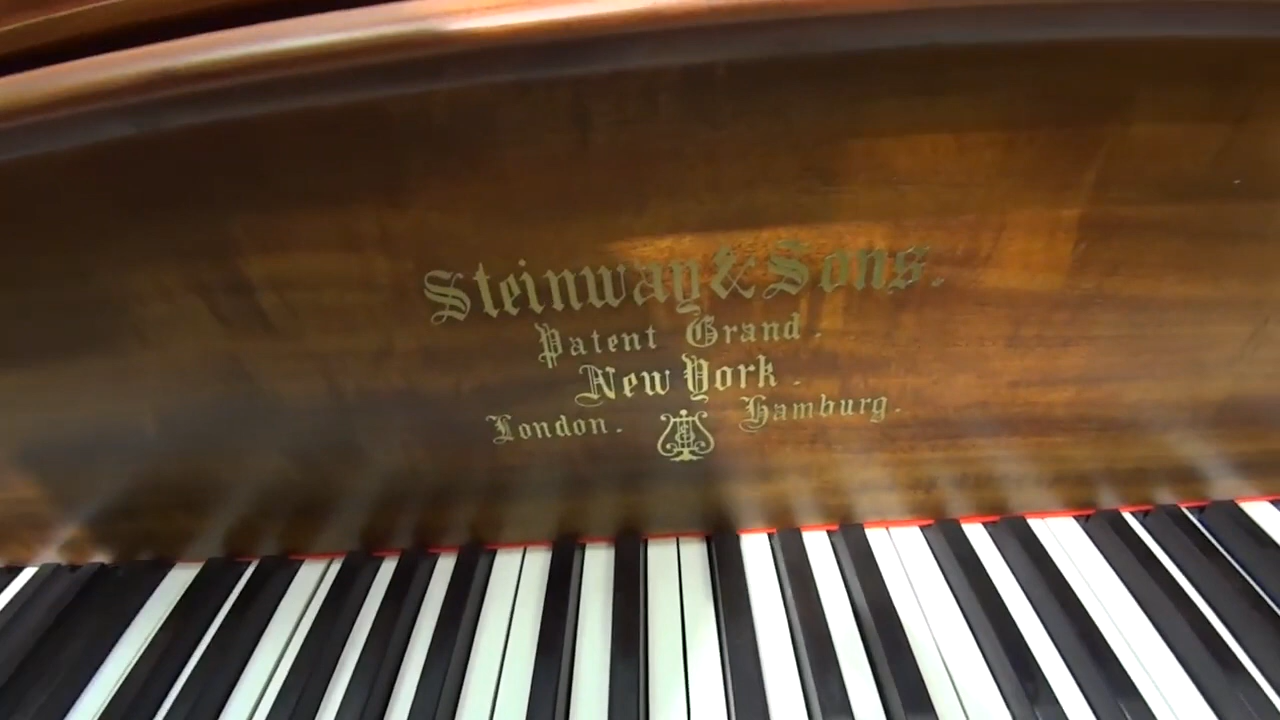 Steinway & Sons.
Patent Grand.
New York.
London. Hamburg.